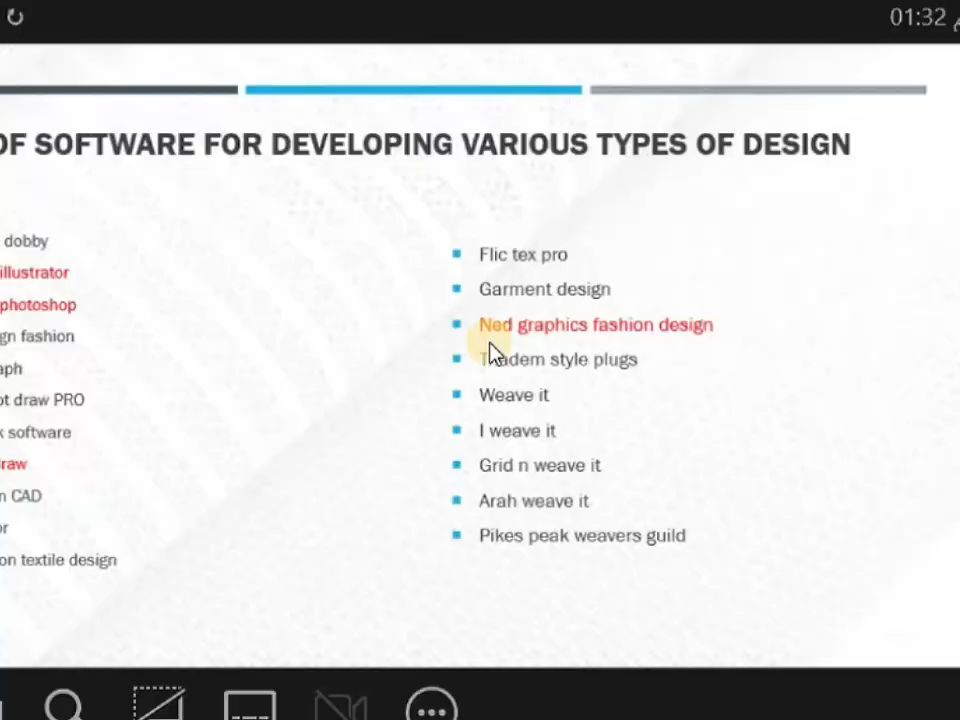 01:32
OF SOFTWARE FOR DEVELOPING VARIOUS TYPES OF DESIGN
dobby
illustrator
photoshop
gn fashion
aph
ot draw PRO
k software
raw
n CAD
or
on textile design
Flic tex pro
Garment design
Ned graphics fashion design
style plugs
Weave it
I weave it
Grid n weave it
Arah weave it
Pikes peak weavers guild